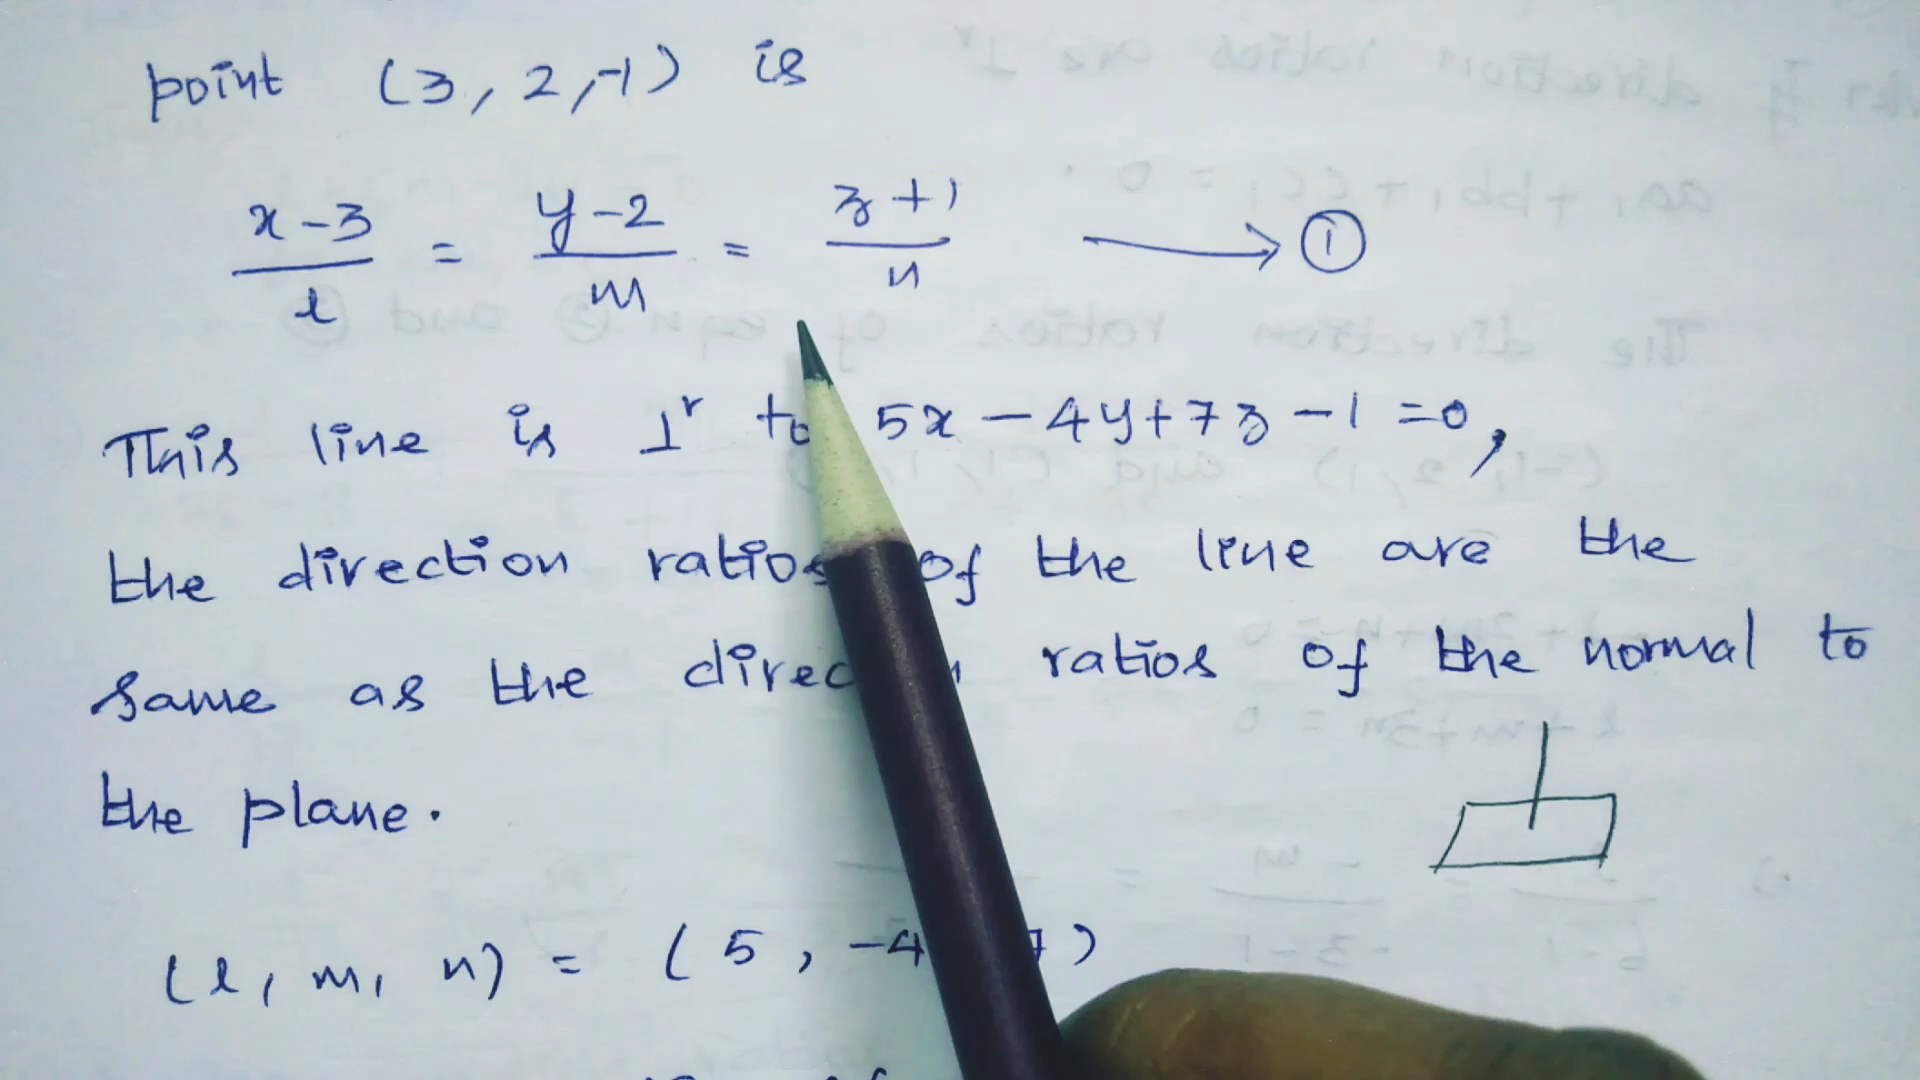 point (3, 2, -1) is
x-3/l = y-2/m = z+1/n → ①
This line is ⊥r to 5x - 4y + 7z - 1 = 0,
the direction ratios of the line are the
same as the ratios of the normal to
the plane.
(l, m, n) = (5, -4 7)